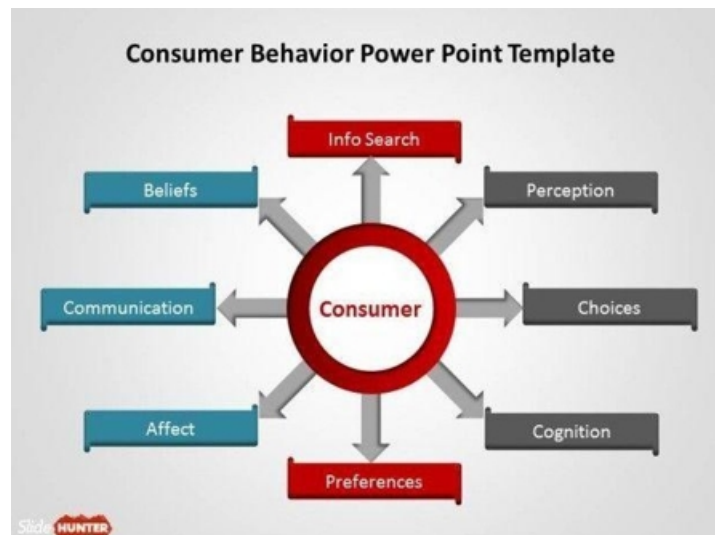 Consumer Behavior Power Point Template
Info Search
Beliefs
Perception
Communication
Consumer
Choices
Affect
Cognition
Preferences
Slide HUNTER